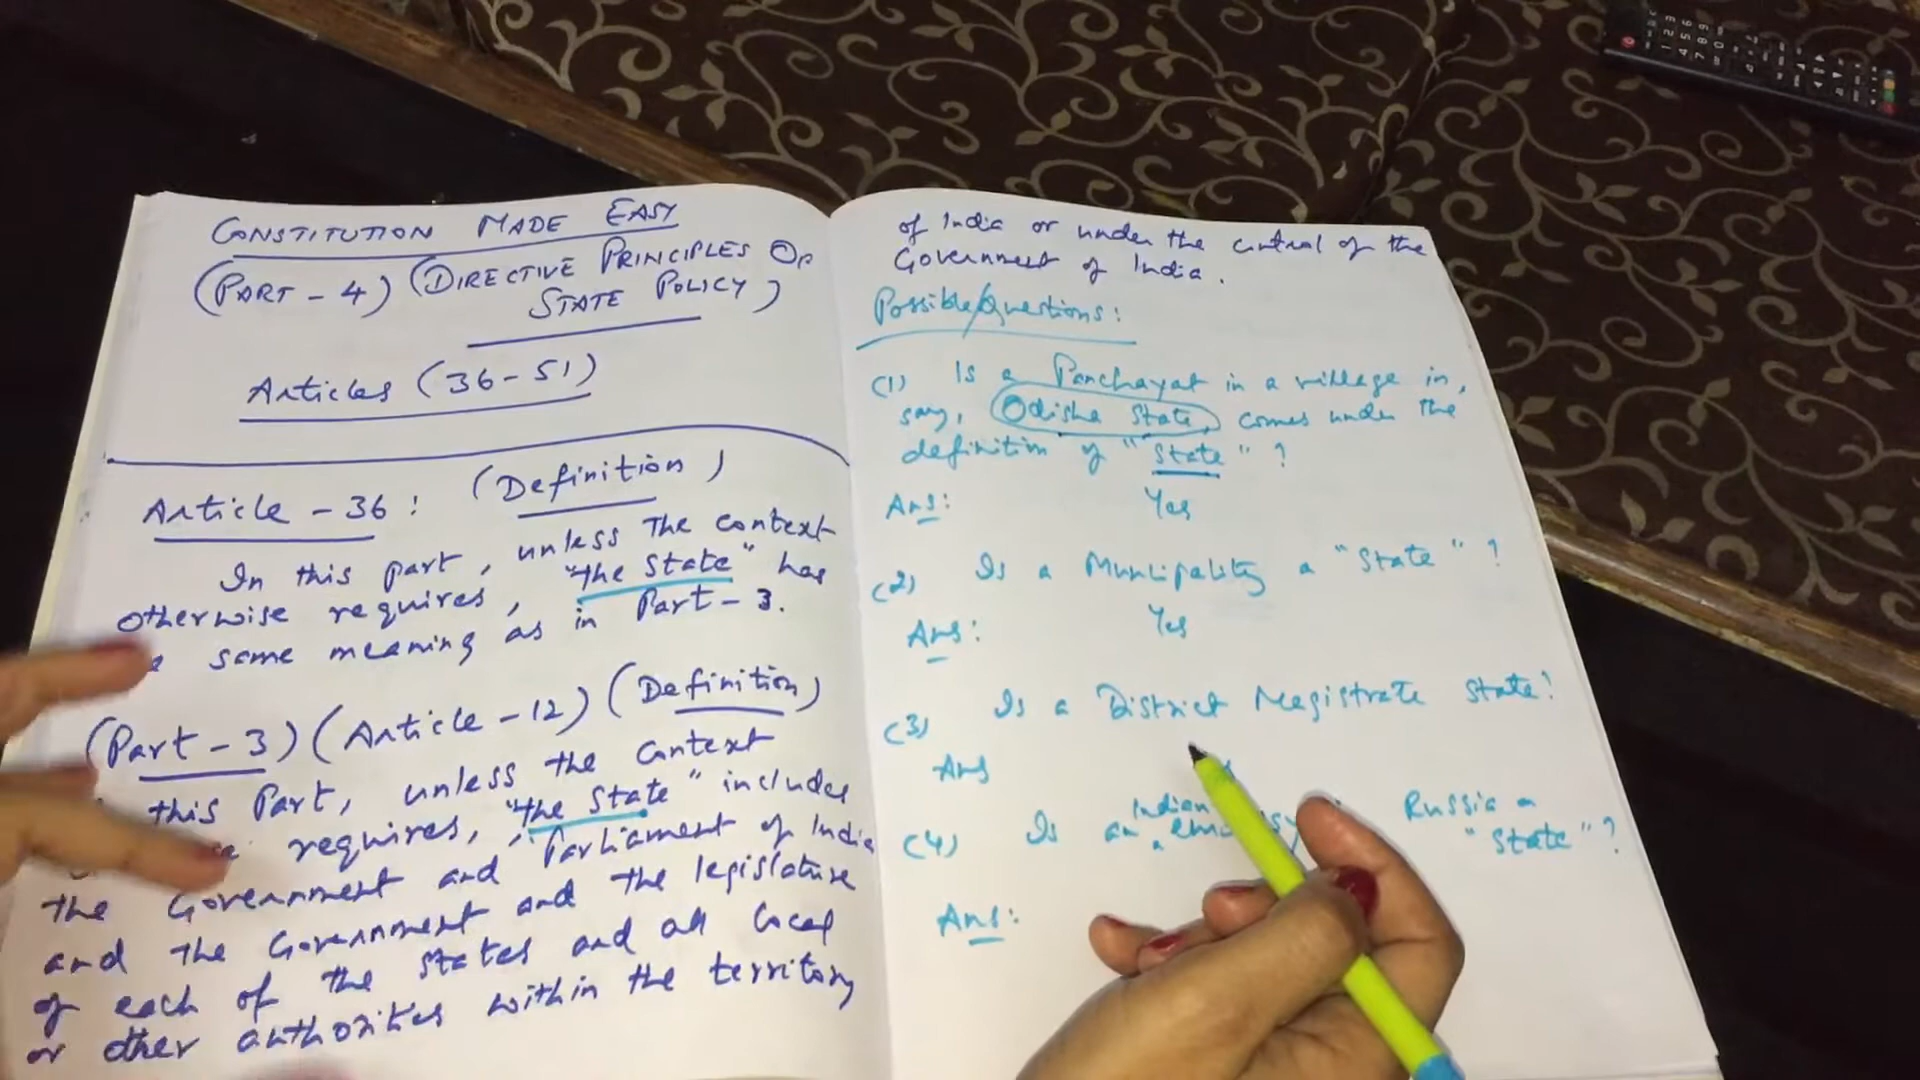 CONSTITUTION MADE EASY
(PART - 4) (DIRECTIVE PRINCIPLES OF
STATE POLICY)
Articles (36-51)
Article - 36: (Definition)
In this part, unless the context
otherwise requires, "the State" has
same meaning as in Part - 3.
(Part - 3) (Article - 12) (Definition)
this Part, unless the context
requires, "the State" includes
the Government and Parliament of India
and the Government and the legislature
of each of the States and all local
or other authorities within the territory
of India or under the control of the
Government of India.
Possible/Questions:
(1) Is a Panchayat in a village in,
say, Odisha State, comes under the
definition of "State"?
Ans: Yes
(2) Is a Municipality a "State"?
Ans: Yes
(3) Is a District Magistrate State?
Ans
(4) Is an Indian Russia a
"State"?
Ans: